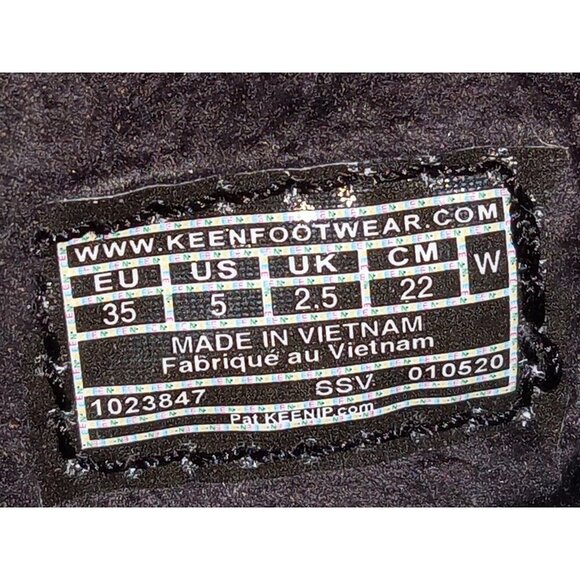 WWW.KEENFOOTWEAR.COM
EU US UK CM W
35 5 2.5 22
MADE IN VIETNAM
Fabriqué au Vietnam
1023847 SSV 010520
Pat.KEENIP.com